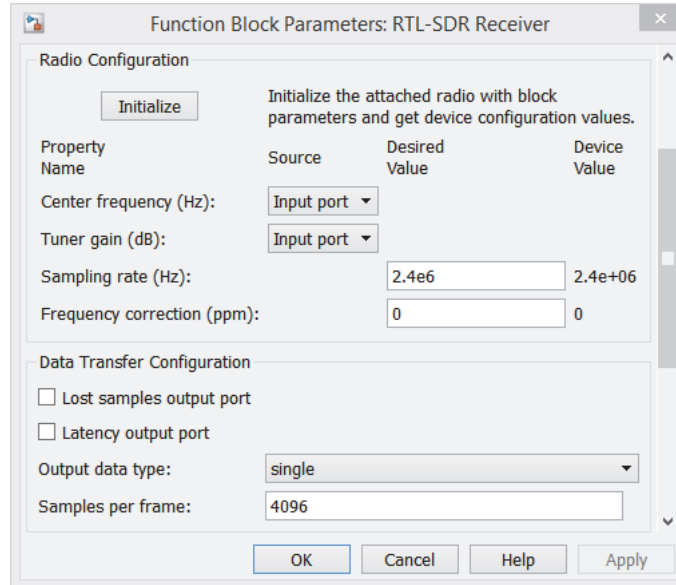 Function Block Parameters: RTL-SDR Receiver
Radio Configuration
Initialize
Initialize the attached radio with block
parameters and get device configuration values.
Property Name Source Desired Value Device Value
Center frequency (Hz): Input port
Tuner gain (dB): Input port
Sampling rate (Hz): 2.4e6 2.4e+06
Frequency correction (ppm): 0 0
Data Transfer Configuration
Lost samples output port
Latency output port
Output data type: single
Samples per frame: 4096
OK Cancel Help Apply